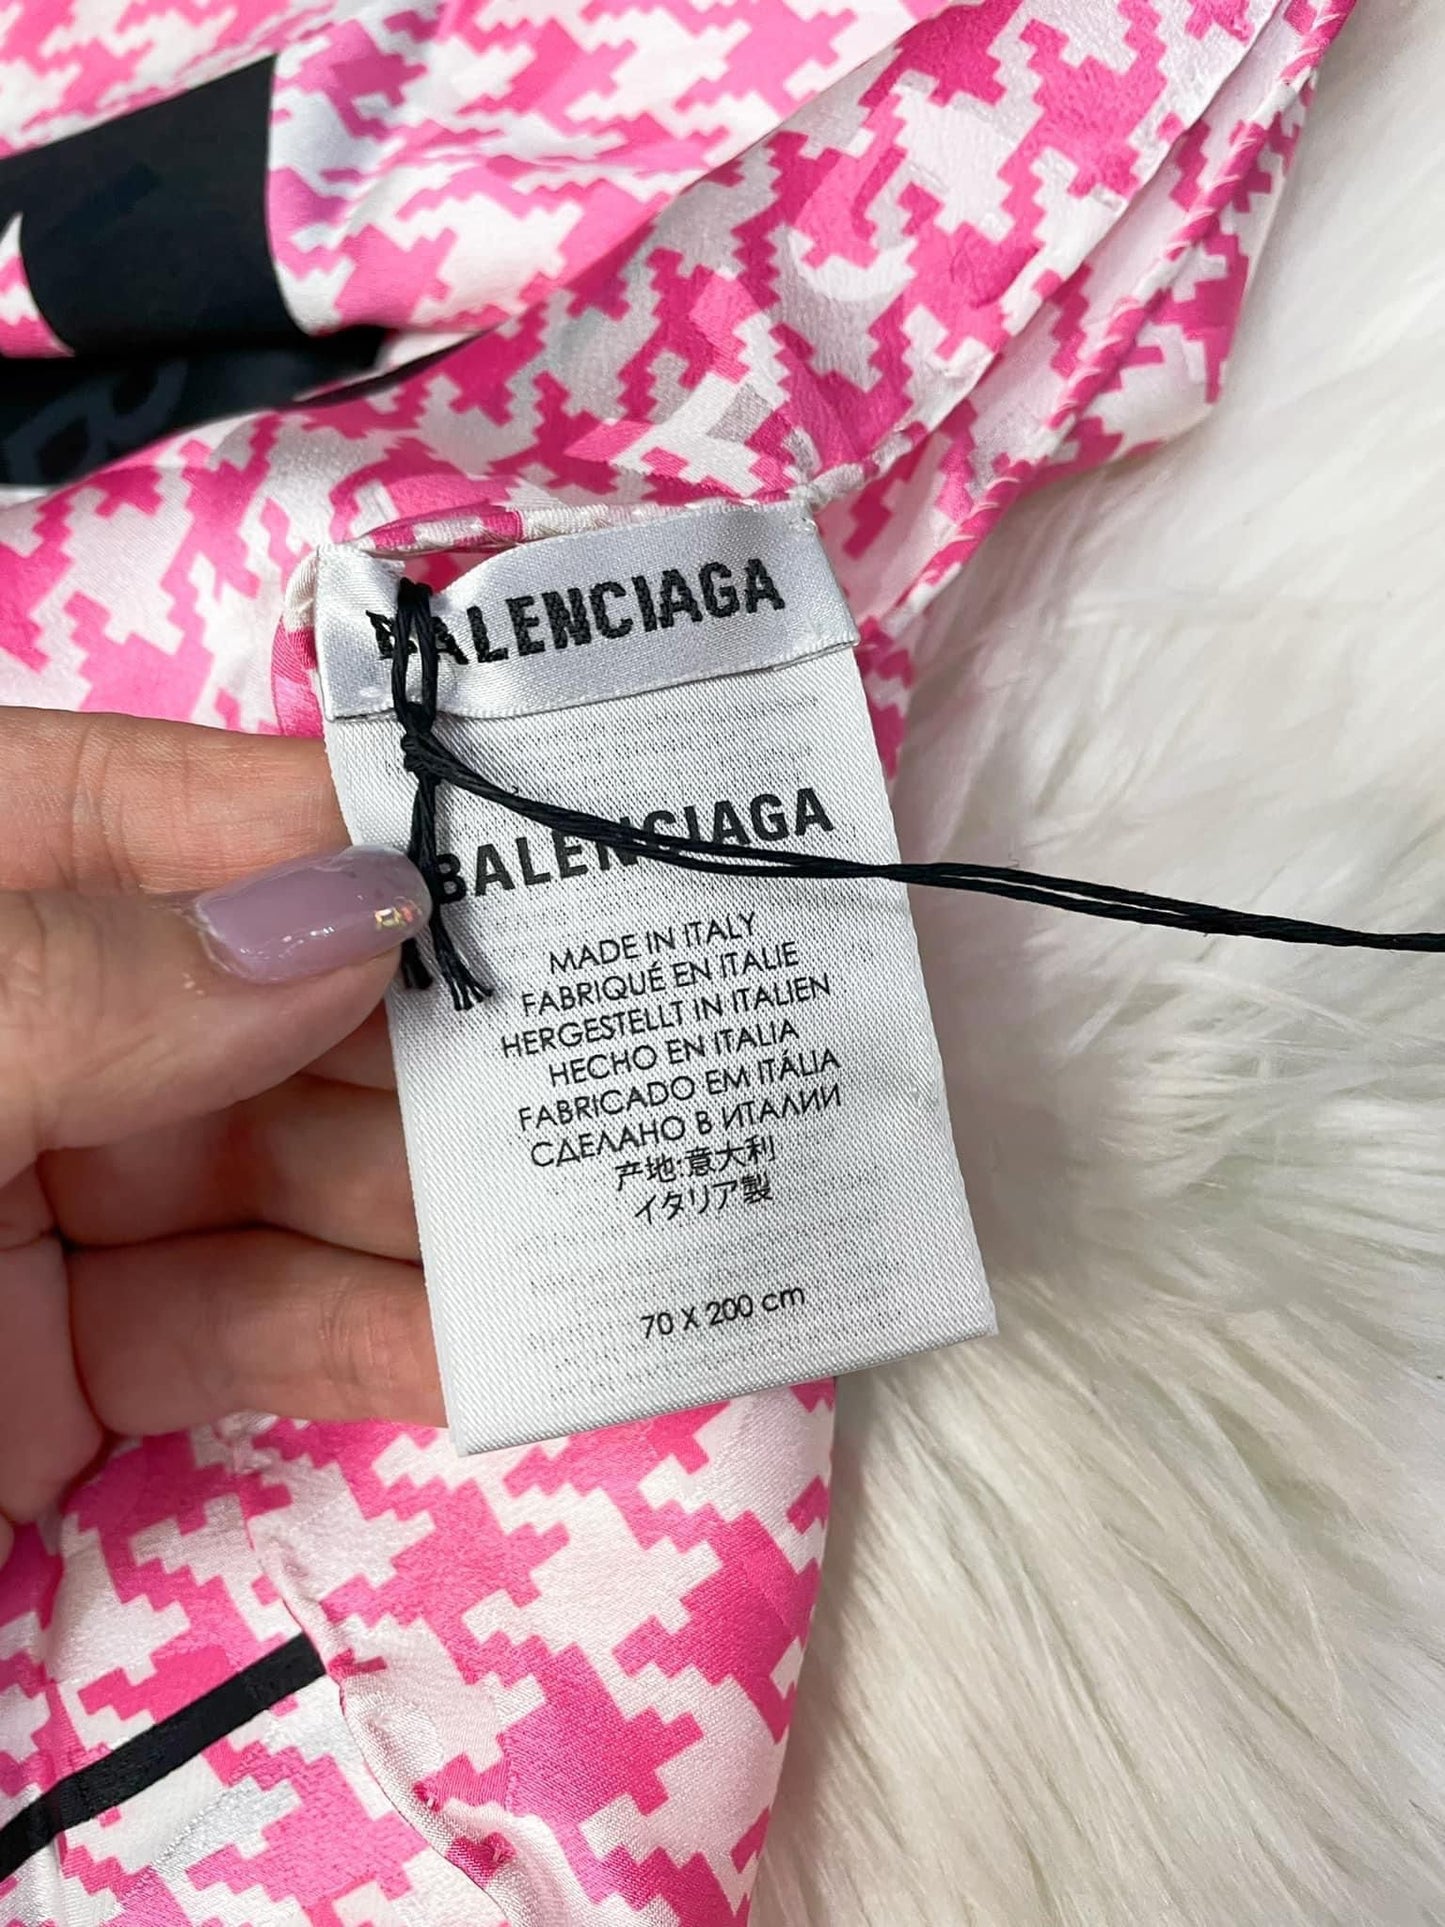 BALENCIAGA
BALENCIAGA
MADE IN ITALY
FABRIQUÉ EN ITALIE
HERGESTELLT IN ITALIEN
HECHO EN ITALIA
FABRICADO EM ITÁLIA
СДЕЛАНО В ИТАЛИИ
产地:意大利
イタリア製
70 X 200 cm